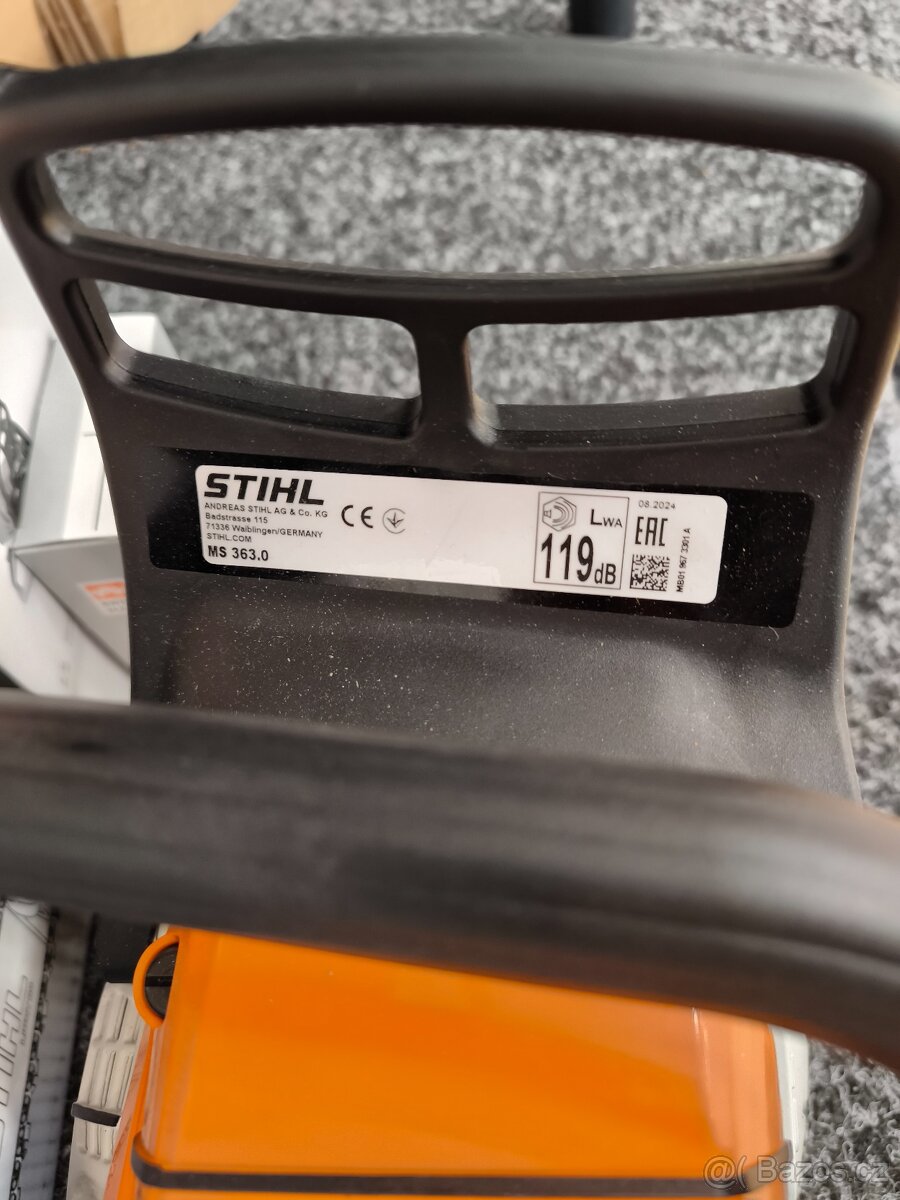 STIHL
ANDREAS STIHL AG & Co. KG
Badstrasse 115
71336 Waiblingen/GERMANY
STIHL.COM
MS 363.0
CE
LWA
119dB
08.2024
EAC
MB01 967 3301 A
@( Bazos.cz